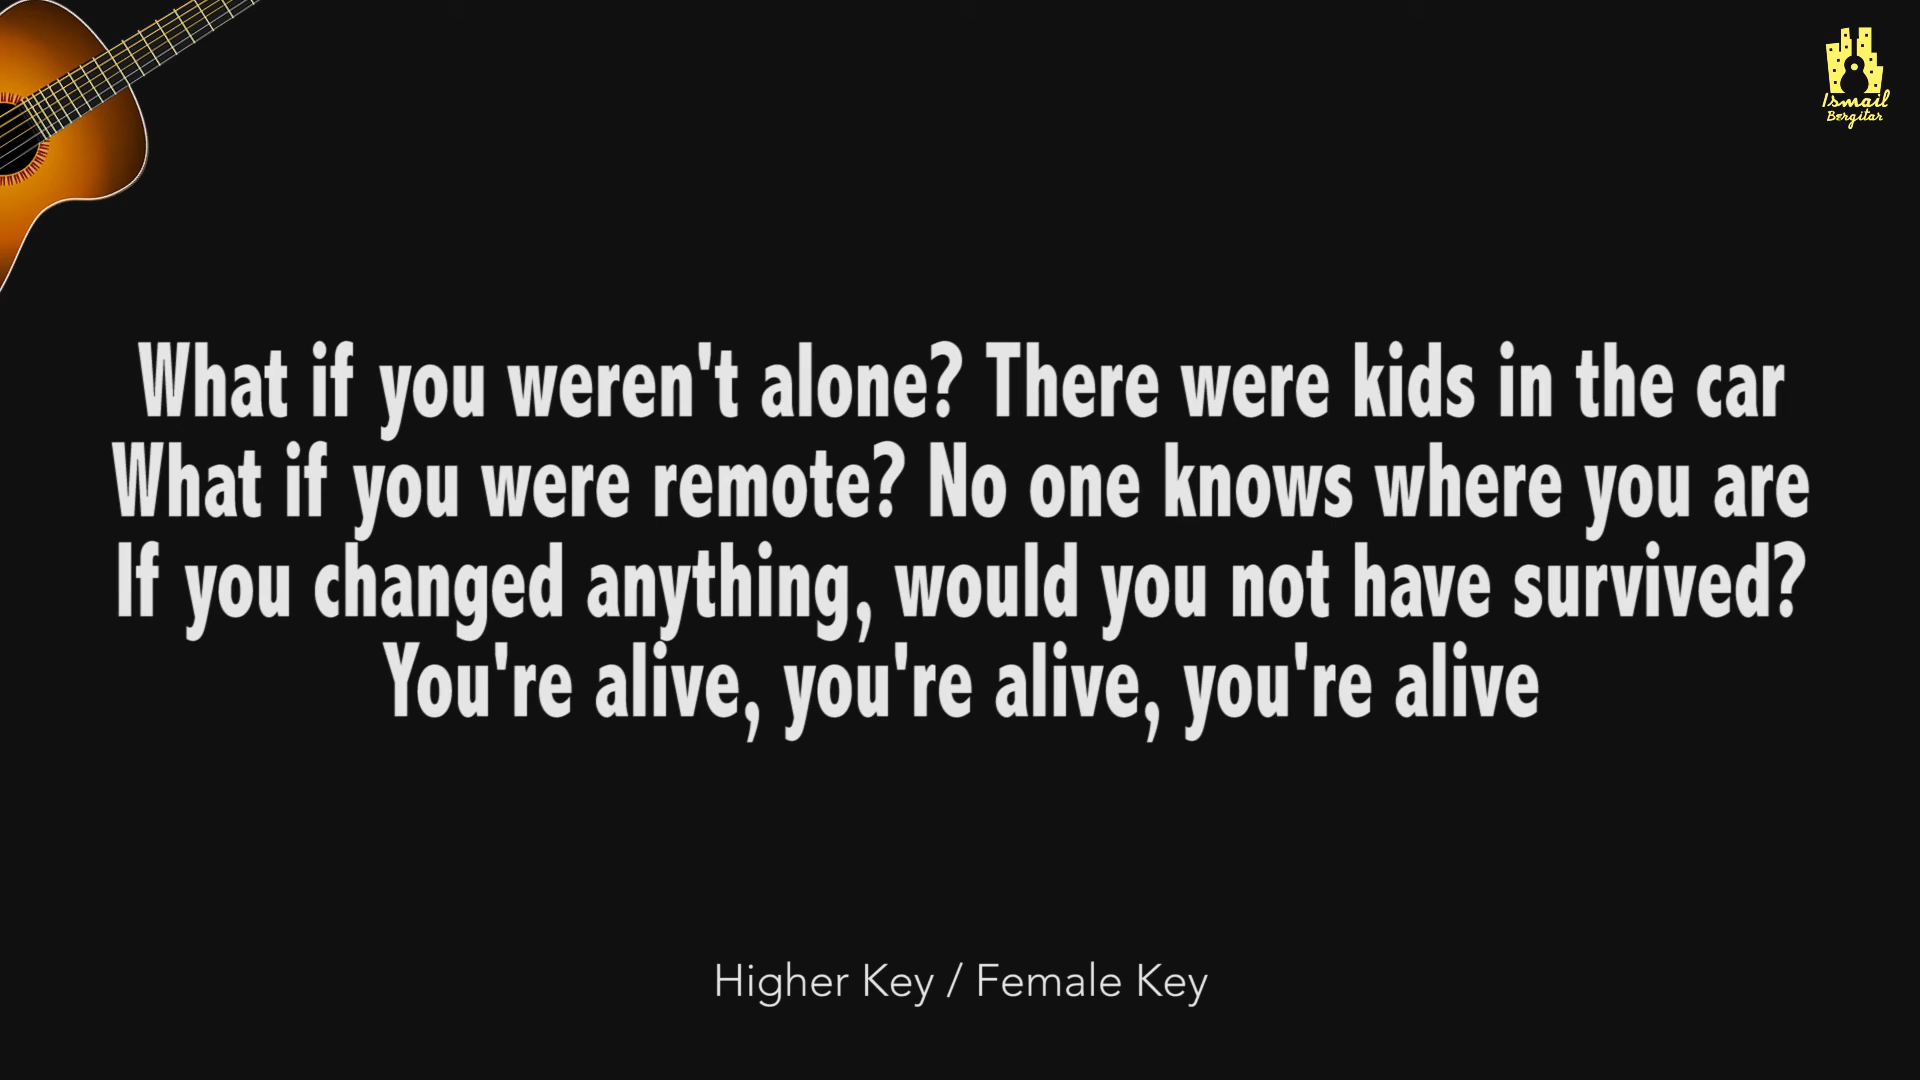 Ismail
Bergitar
What if you weren't alone? There were kids in the car
What if you were remote? No one knows where you are
If you changed anything, would you not have survived?
You're alive, you're alive, you're alive
Higher Key / Female Key